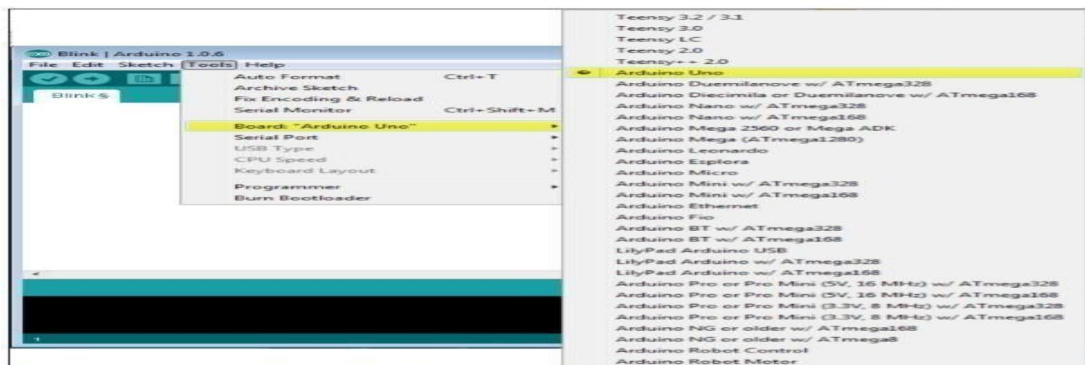 Blink | Arduino 1.0.6
File Edit Sketch Tools Help
Blink §
Auto Format Ctrl+T
Archive Sketch
Fix Encoding & Reload
Serial Monitor Ctrl+Shift+M
Board: "Arduino Uno"
Serial Port
USB Type
CPU Speed
Keyboard Layout
Programmer
Burn Bootloader
1
Teensy 3.2 / 3.1
Teensy 3.0
Teensy LC
Teensy 2.0
Teensy++ 2.0
Arduino Uno
Arduino Duemilanove w/ ATmega328
Arduino Diecimila or Duemilanove w/ ATmega168
Arduino Nano w/ ATmega328
Arduino Nano w/ ATmega168
Arduino Mega 2560 or Mega ADK
Arduino Mega (ATmega1280)
Arduino Leonardo
Arduino Esplora
Arduino Micro
Arduino Mini w/ ATmega328
Arduino Mini w/ ATmega168
Arduino Ethernet
Arduino Fio
Arduino BT w/ ATmega328
Arduino BT w/ ATmega168
LilyPad Arduino USB
LilyPad Arduino w/ ATmega328
LilyPad Arduino w/ ATmega168
Arduino Pro or Pro Mini (5V, 16 MHz) w/ ATmega328
Arduino Pro or Pro Mini (5V, 16 MHz) w/ ATmega168
Arduino Pro or Pro Mini (3.3V, 8 MHz) w/ ATmega328
Arduino Pro or Pro Mini (3.3V, 8 MHz) w/ ATmega168
Arduino NG or older w/ ATmega168
Arduino NG or older w/ ATmega8
Arduino Robot Control
Arduino Robot Motor